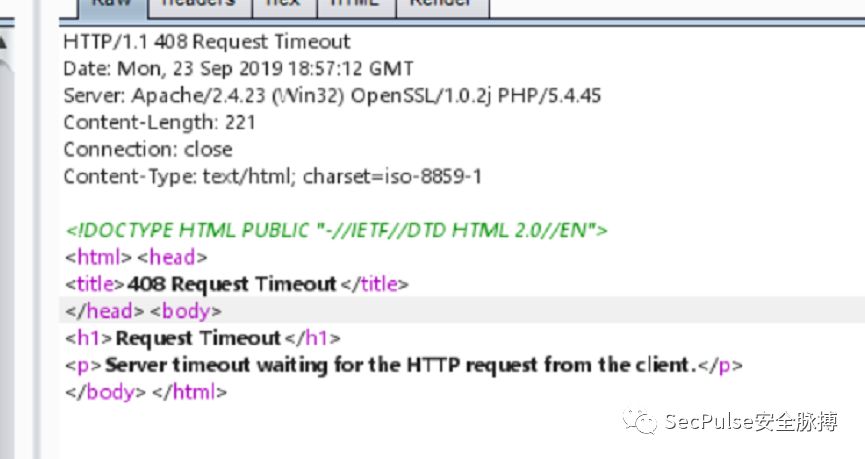 Raw Headers Hex HTML Render
HTTP/1.1 408 Request Timeout
Date: Mon, 23 Sep 2019 18:57:12 GMT
Server: Apache/2.4.23 (Win32) OpenSSL/1.0.2j PHP/5.4.45
Content-Length: 221
Connection: close
Content-Type: text/html; charset=iso-8859-1
<!DOCTYPE HTML PUBLIC "-//IETF//DTD HTML 2.0//EN">
<html> <head>
<title>408 Request Timeout</title>
</head> <body>
<h1>Request Timeout</h1>
<p>Server timeout waiting for the HTTP request from the client.</p>
</body> </html>
SecPulse安全脉搏